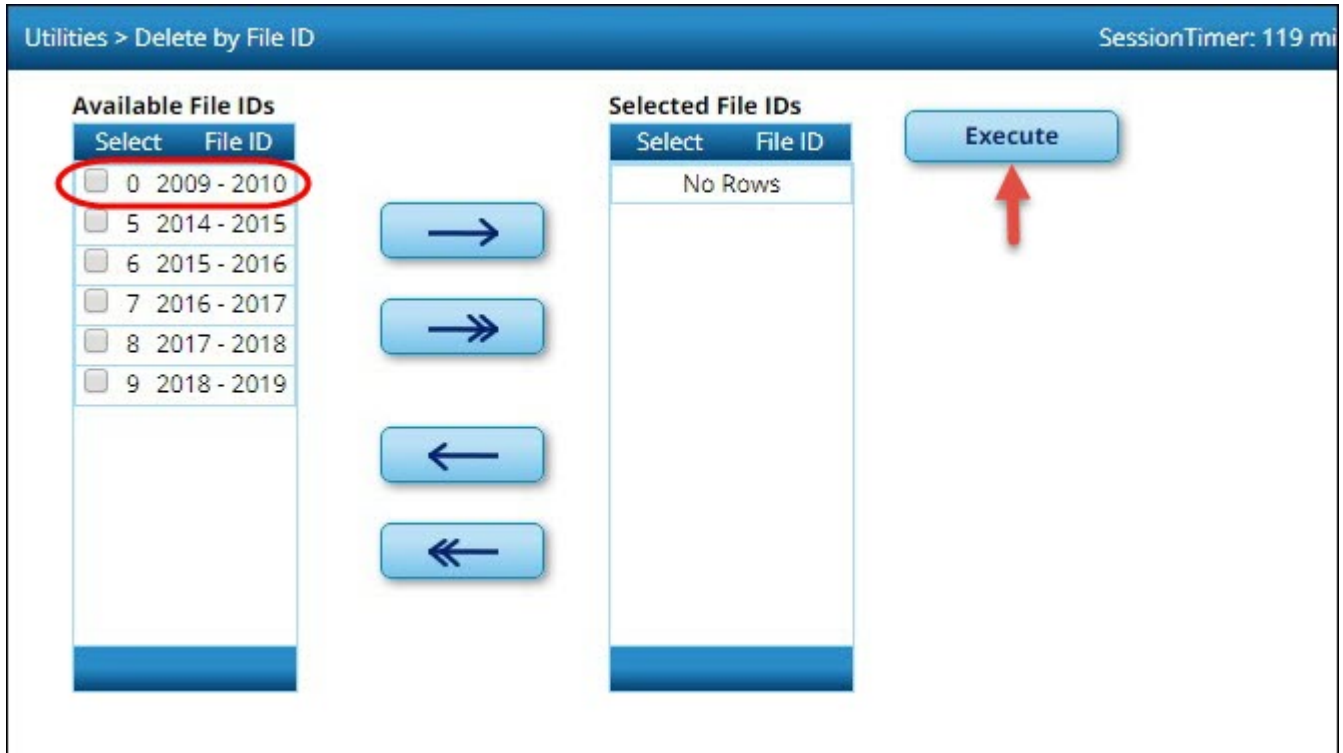 Utilities > Delete by File ID
SessionTimer: 119 mi
Available File IDs
Select File ID
0 2009 - 2010
5 2014 - 2015
6 2015 - 2016
7 2016 - 2017
8 2017 - 2018
9 2018 - 2019
Selected File IDs
Select File ID
No Rows
Execute